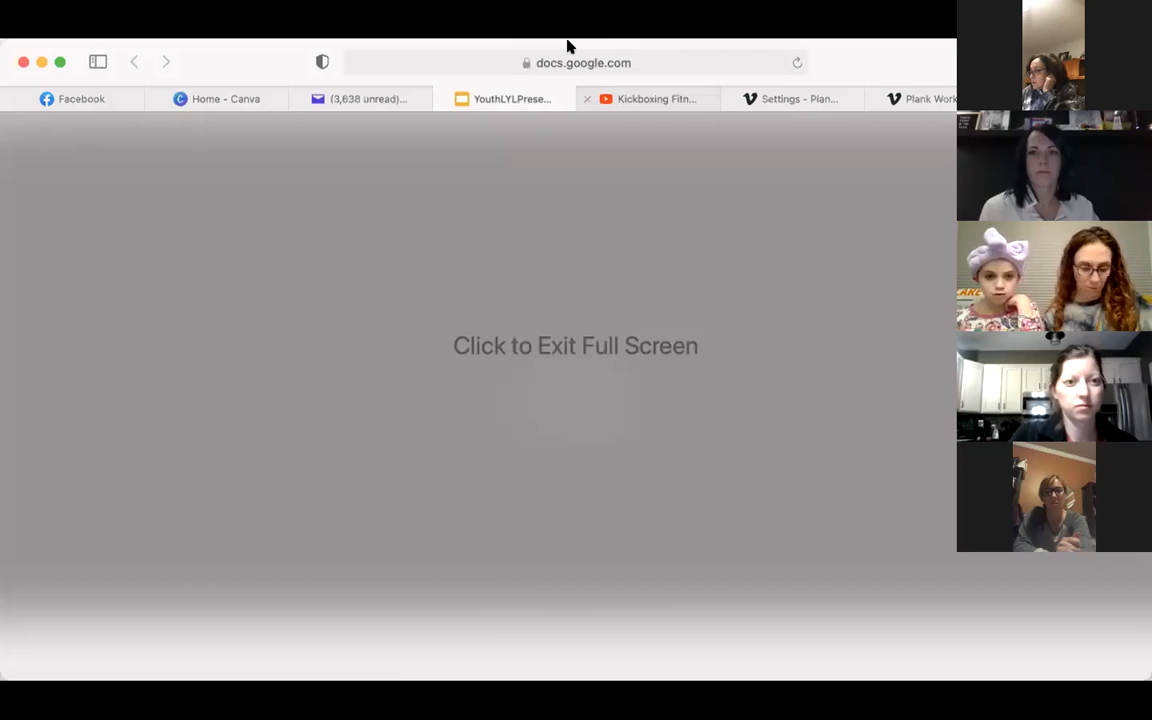 docs.google.com
Facebook
Home - Canva
(3,638 unread)...
YouthLYLPrese...
Kickboxing Fitn...
Settings - Plan...
Plank Work
Click to Exit Full Screen